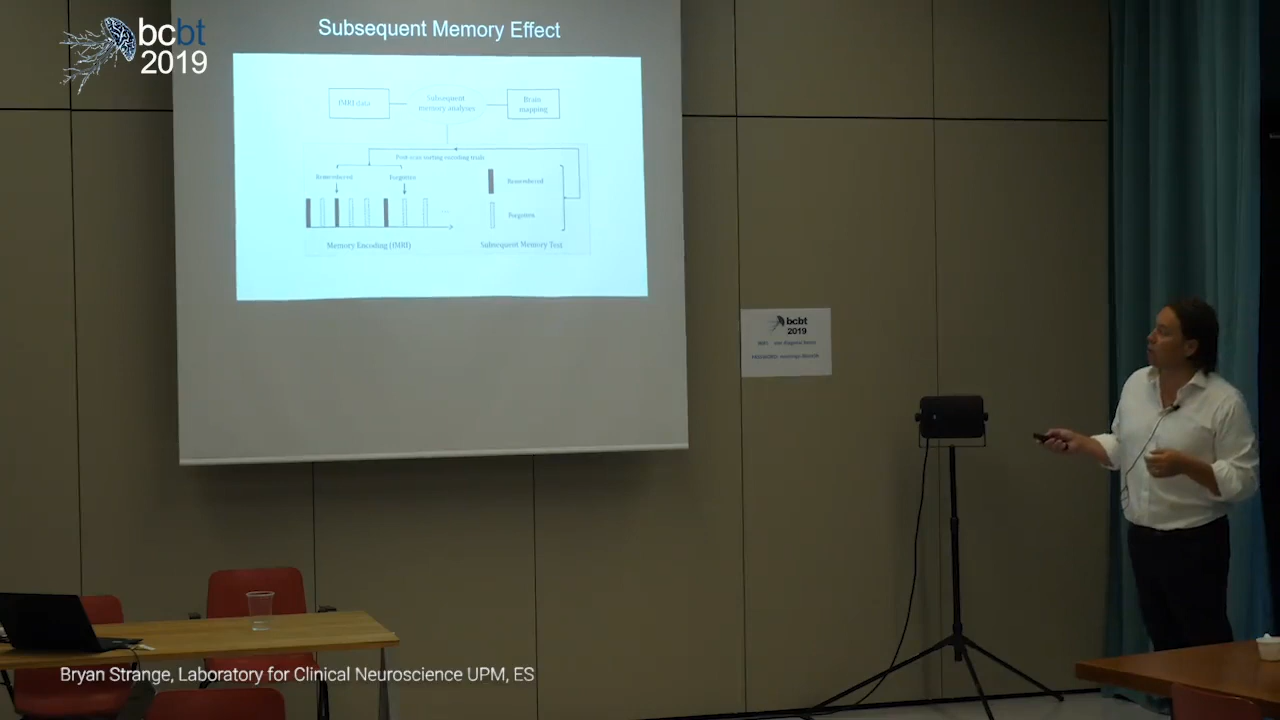 bcbt
2019
Subsequent Memory Effect
fMRI data
Subsequent
memory analyses
Brain
mapping
Post-scan sorting encoding trials
Remembered
Forgotten
Remembered
Forgotten
Memory Encoding (fMRI)
Subsequent Memory Test
bcbt
2019
Bryan Strange, Laboratory for Clinical Neuroscience UPM, ES